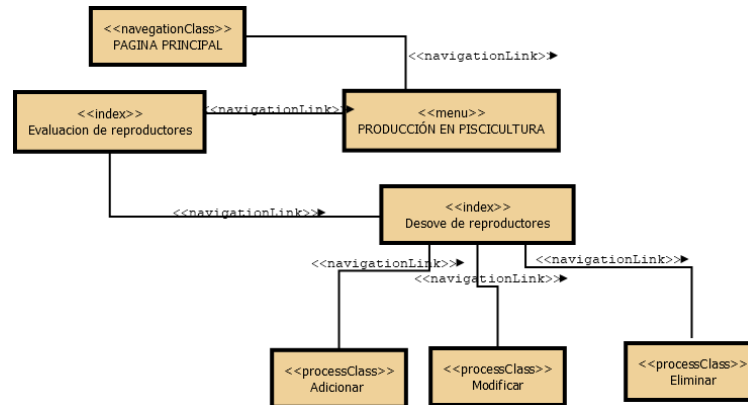 <<navegationClass>>
PAGINA PRINCIPAL
<<navigationLink>>
<<index>>
Evaluacion de reproductores
<<navigationLink>>
<<menu>>
PRODUCCIÓN EN PISCICULTURA
<<navigationLink>>
<<index>>
Desove de reproductores
<<navigationLink>>
<<navigationLink>>
<<navigationLink>>
<<processClass>>
Adicionar
<<processClass>>
Modificar
<<processClass>>
Eliminar